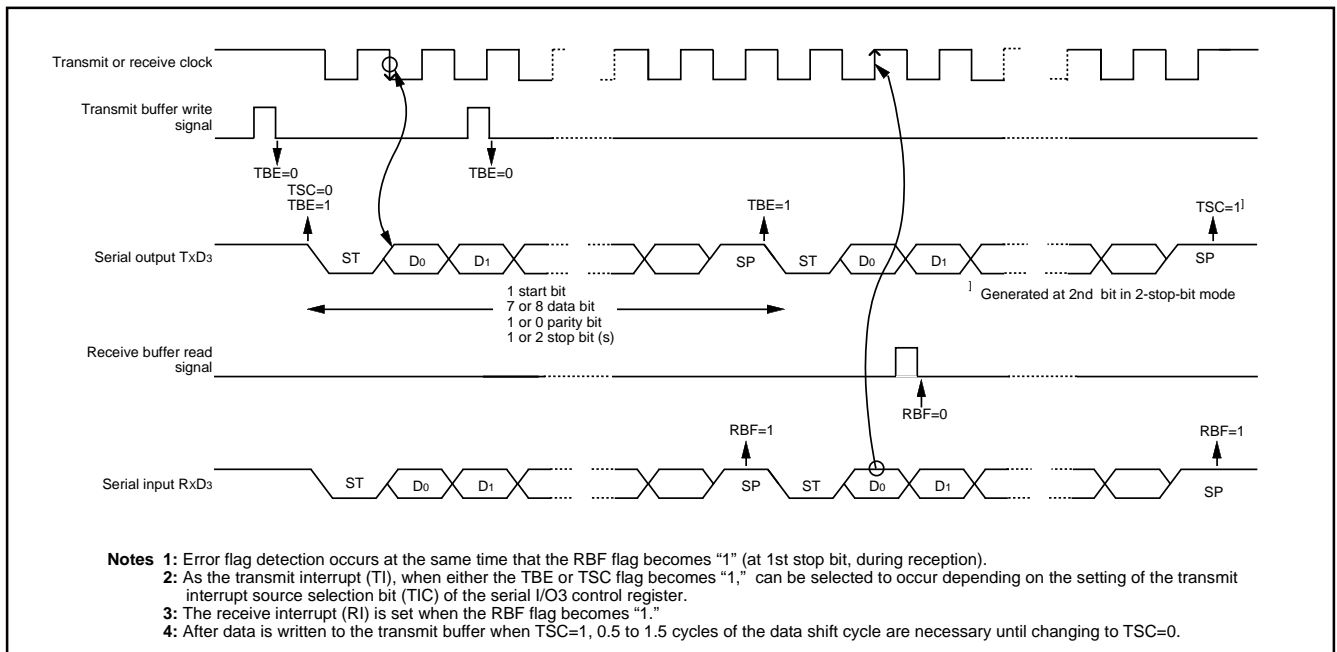 Transmit or receive clock
Transmit buffer write
signal
TBE=0
TSC=0
TBE=1
TBE=0
TBE=1
TSC=1]
Serial output TXD3
ST
D0
D1
SP
ST
D0
D1
SP
1 start bit
7 or 8 data bit
1 or 0 parity bit
1 or 2 stop bit (s)
] Generated at 2nd bit in 2-stop-bit mode
Receive buffer read
signal
RBF=0
RBF=1
RBF=1
Serial input RXD3
ST
D0
D1
SP
ST
D0
D1
SP
Notes 1: Error flag detection occurs at the same time that the RBF flag becomes “1” (at 1st stop bit, during reception).
2: As the transmit interrupt (TI), when either the TBE or TSC flag becomes “1,” can be selected to occur depending on the setting of the transmit
interrupt source selection bit (TIC) of the serial I/O3 control register.
3: The receive interrupt (RI) is set when the RBF flag becomes “1.”
4: After data is written to the transmit buffer when TSC=1, 0.5 to 1.5 cycles of the data shift cycle are necessary until changing to TSC=0.